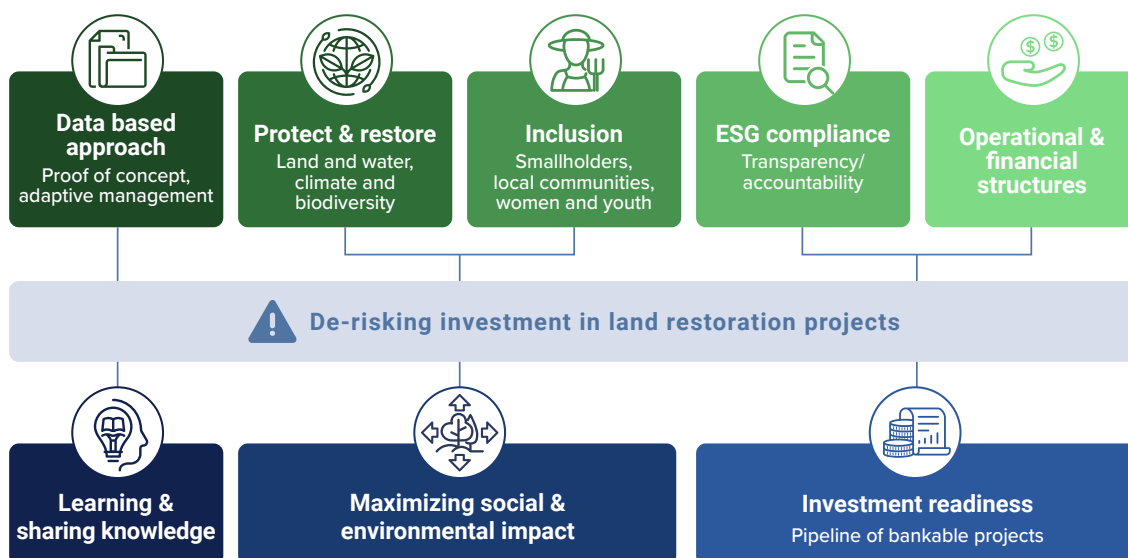 Data based
approach
Proof of concept,
adaptive management
Protect & restore
Land and water,
climate and
biodiversity
Inclusion
Smallholders,
local communities,
women and youth
ESG compliance
Transparency/
accountability
$ $
Operational &
financial
structures
De-risking investment in land restoration projects
Learning &
sharing knowledge
Maximizing social &
environmental impact
Investment readiness
Pipeline of bankable projects